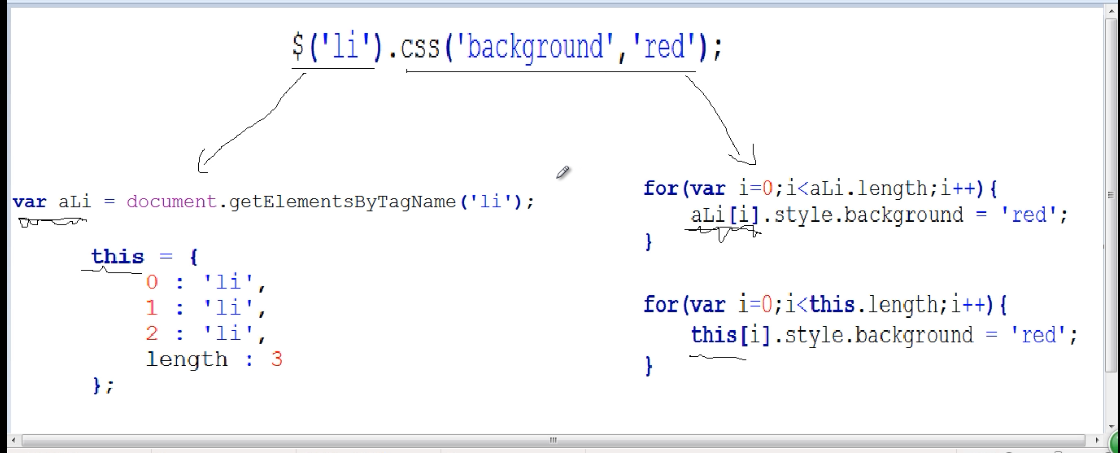 $('li').css('background','red');
var aLi = document.getElementsByTagName('li');
this = {
0 : 'li',
1 : 'li',
2 : 'li',
length : 3
};
for(var i=0;i<aLi.length;i++){
aLi[i].style.background = 'red';
}
for(var i=0;i<this.length;i++){
this[i].style.background = 'red';
}